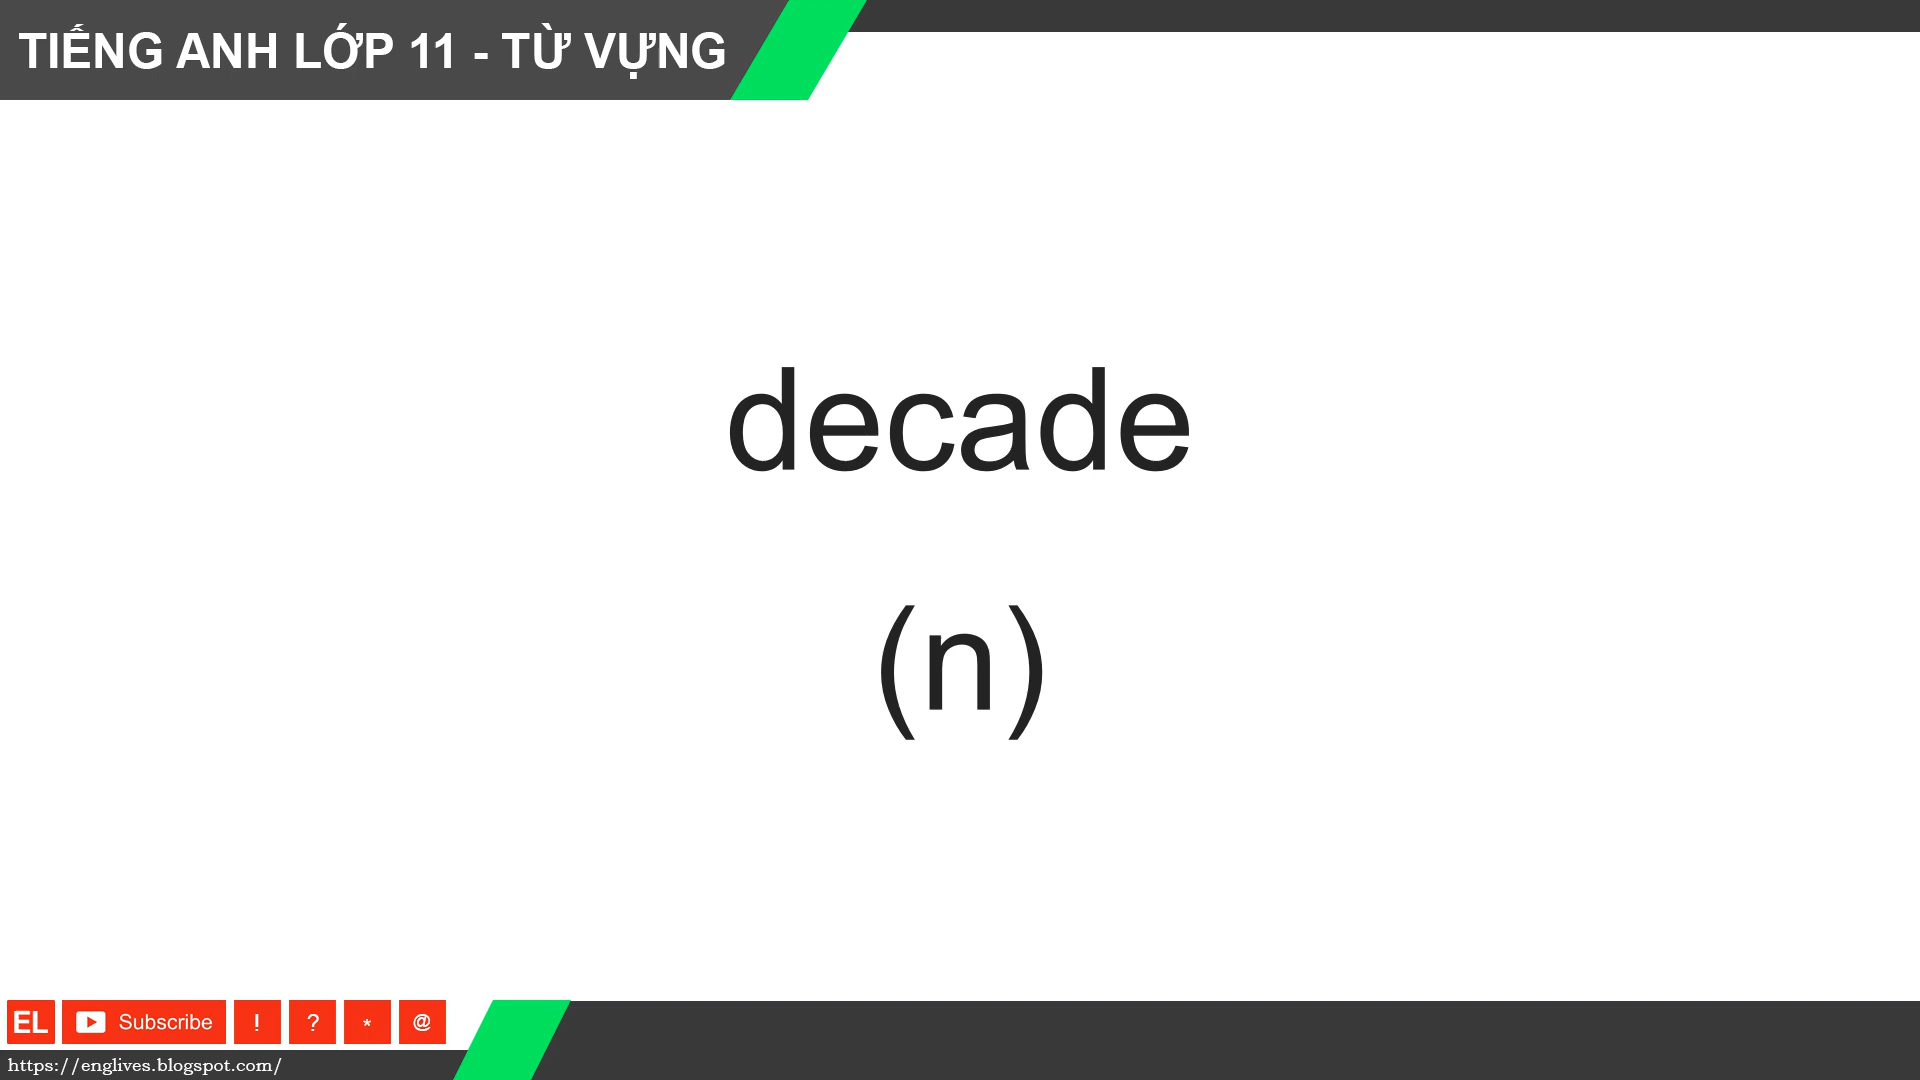 TIẾNG ANH LỚP 11 - TỪ VỰNG
decade
(n)
EL Subscribe ! ? * @
https://englives.blogspot.com/